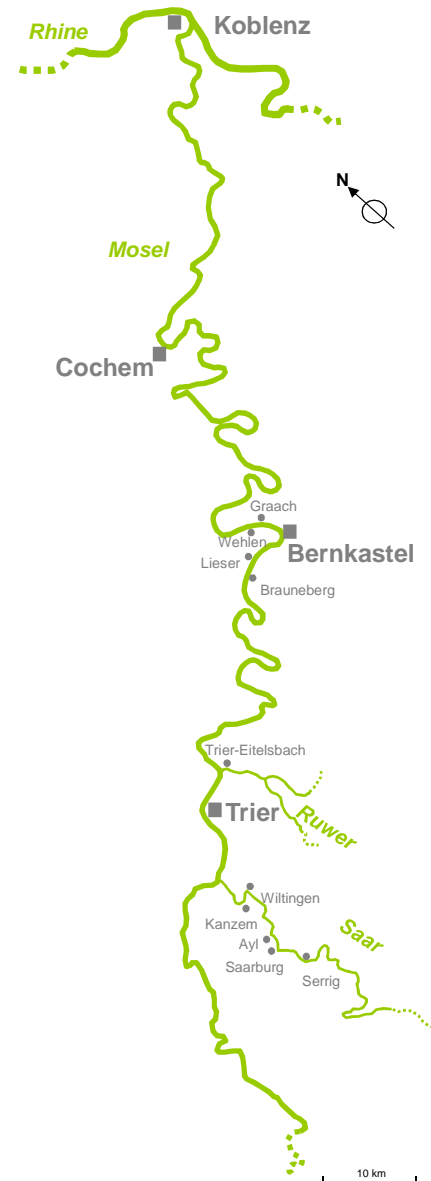 Koblenz
Rhine
N
Mosel
Cochem
Graach
Wehlen
Bernkastel
Lieser
Brauneberg
Trier-Eitelsbach
Trier
Ruwer
Wiltingen
Kanzem
Saar
Ayl
Saarburg
Serrig
10 km